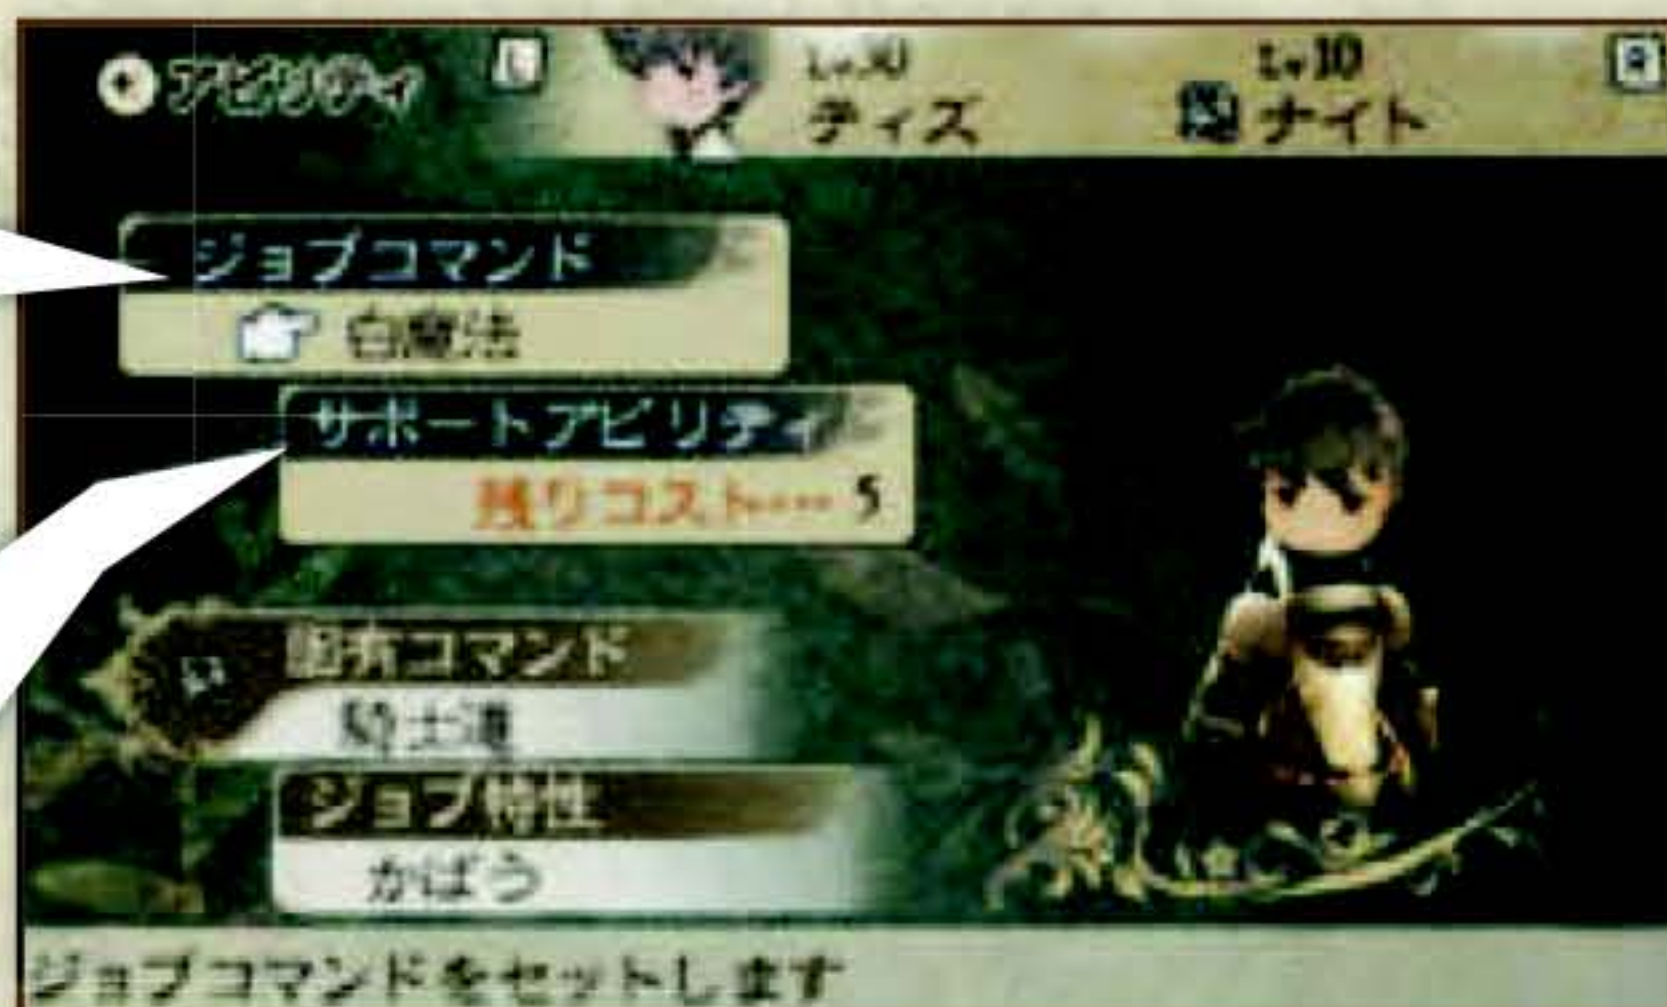 アビリティ
L
Lv.30
ティズ
Lv10
ナイト
R
ジョブコマンド
白魔法
サポートアビリティ
残りコスト…… 5
固有コマンド
騎士道
ジョブ特性
かばう
ジョブコマンドをセットします